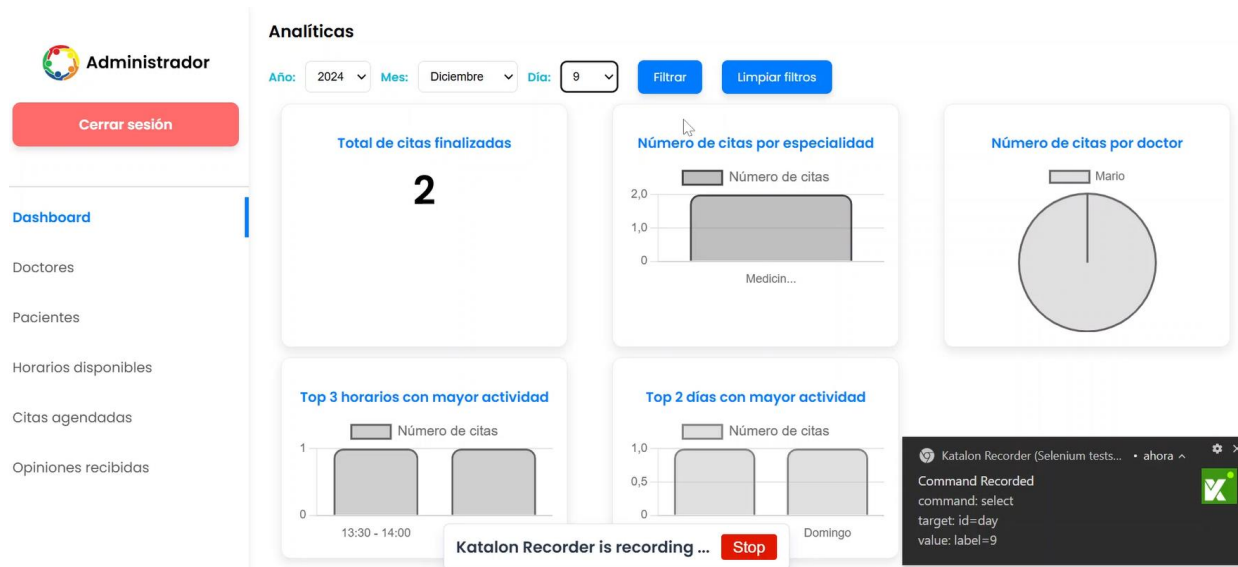 Analíticas
Administrador
Año: 2024 Mes: Diciembre Día: 9 Filtrar Limpiar filtros
Cerrar sesión
Dashboard
Doctores
Pacientes
Horarios disponibles
Citas agendadas
Opiniones recibidas
Total de citas finalizadas
2
Número de citas por especialidad
Número de citas
2,0
1,0
0
Medicin...
Número de citas por doctor
Mario
Top 3 horarios con mayor actividad
Número de citas
1
0
13:30 - 14:00
Top 2 días con mayor actividad
Número de citas
1,0
0,5
0
Domingo
Katalon Recorder is recording ... Stop
Katalon Recorder (Selenium tests... • ahora
Command Recorded
command: select
target: id=day
value: label=9